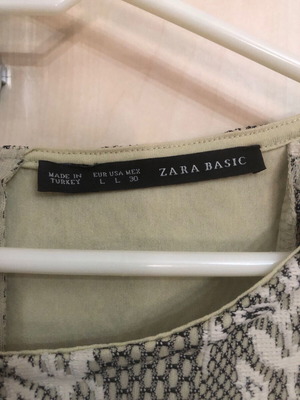 MADE IN
TURKEY
EUR USA MEX
L L 30
ZARA BASIC